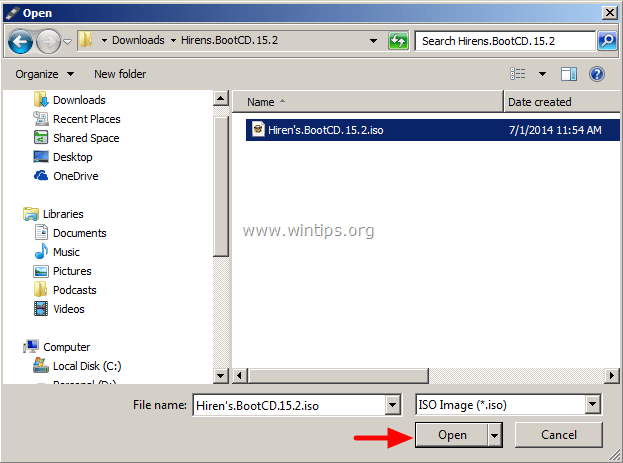 Open
Downloads Hirens.BootCD.15.2 Search Hirens.BootCD.15.2
Organize New folder
Name Date created
Downloads
Recent Places
Shared Space
Desktop
OneDrive
Libraries
Documents
Music
Pictures
Podcasts
Videos
Computer
Local Disk (C:)
Hiren's.BootCD.15.2.iso 7/1/2014 11:54 AM
www.wintips.org
File name: Hiren's.BootCD.15.2.iso ISO Image (*.iso)
Open Cancel